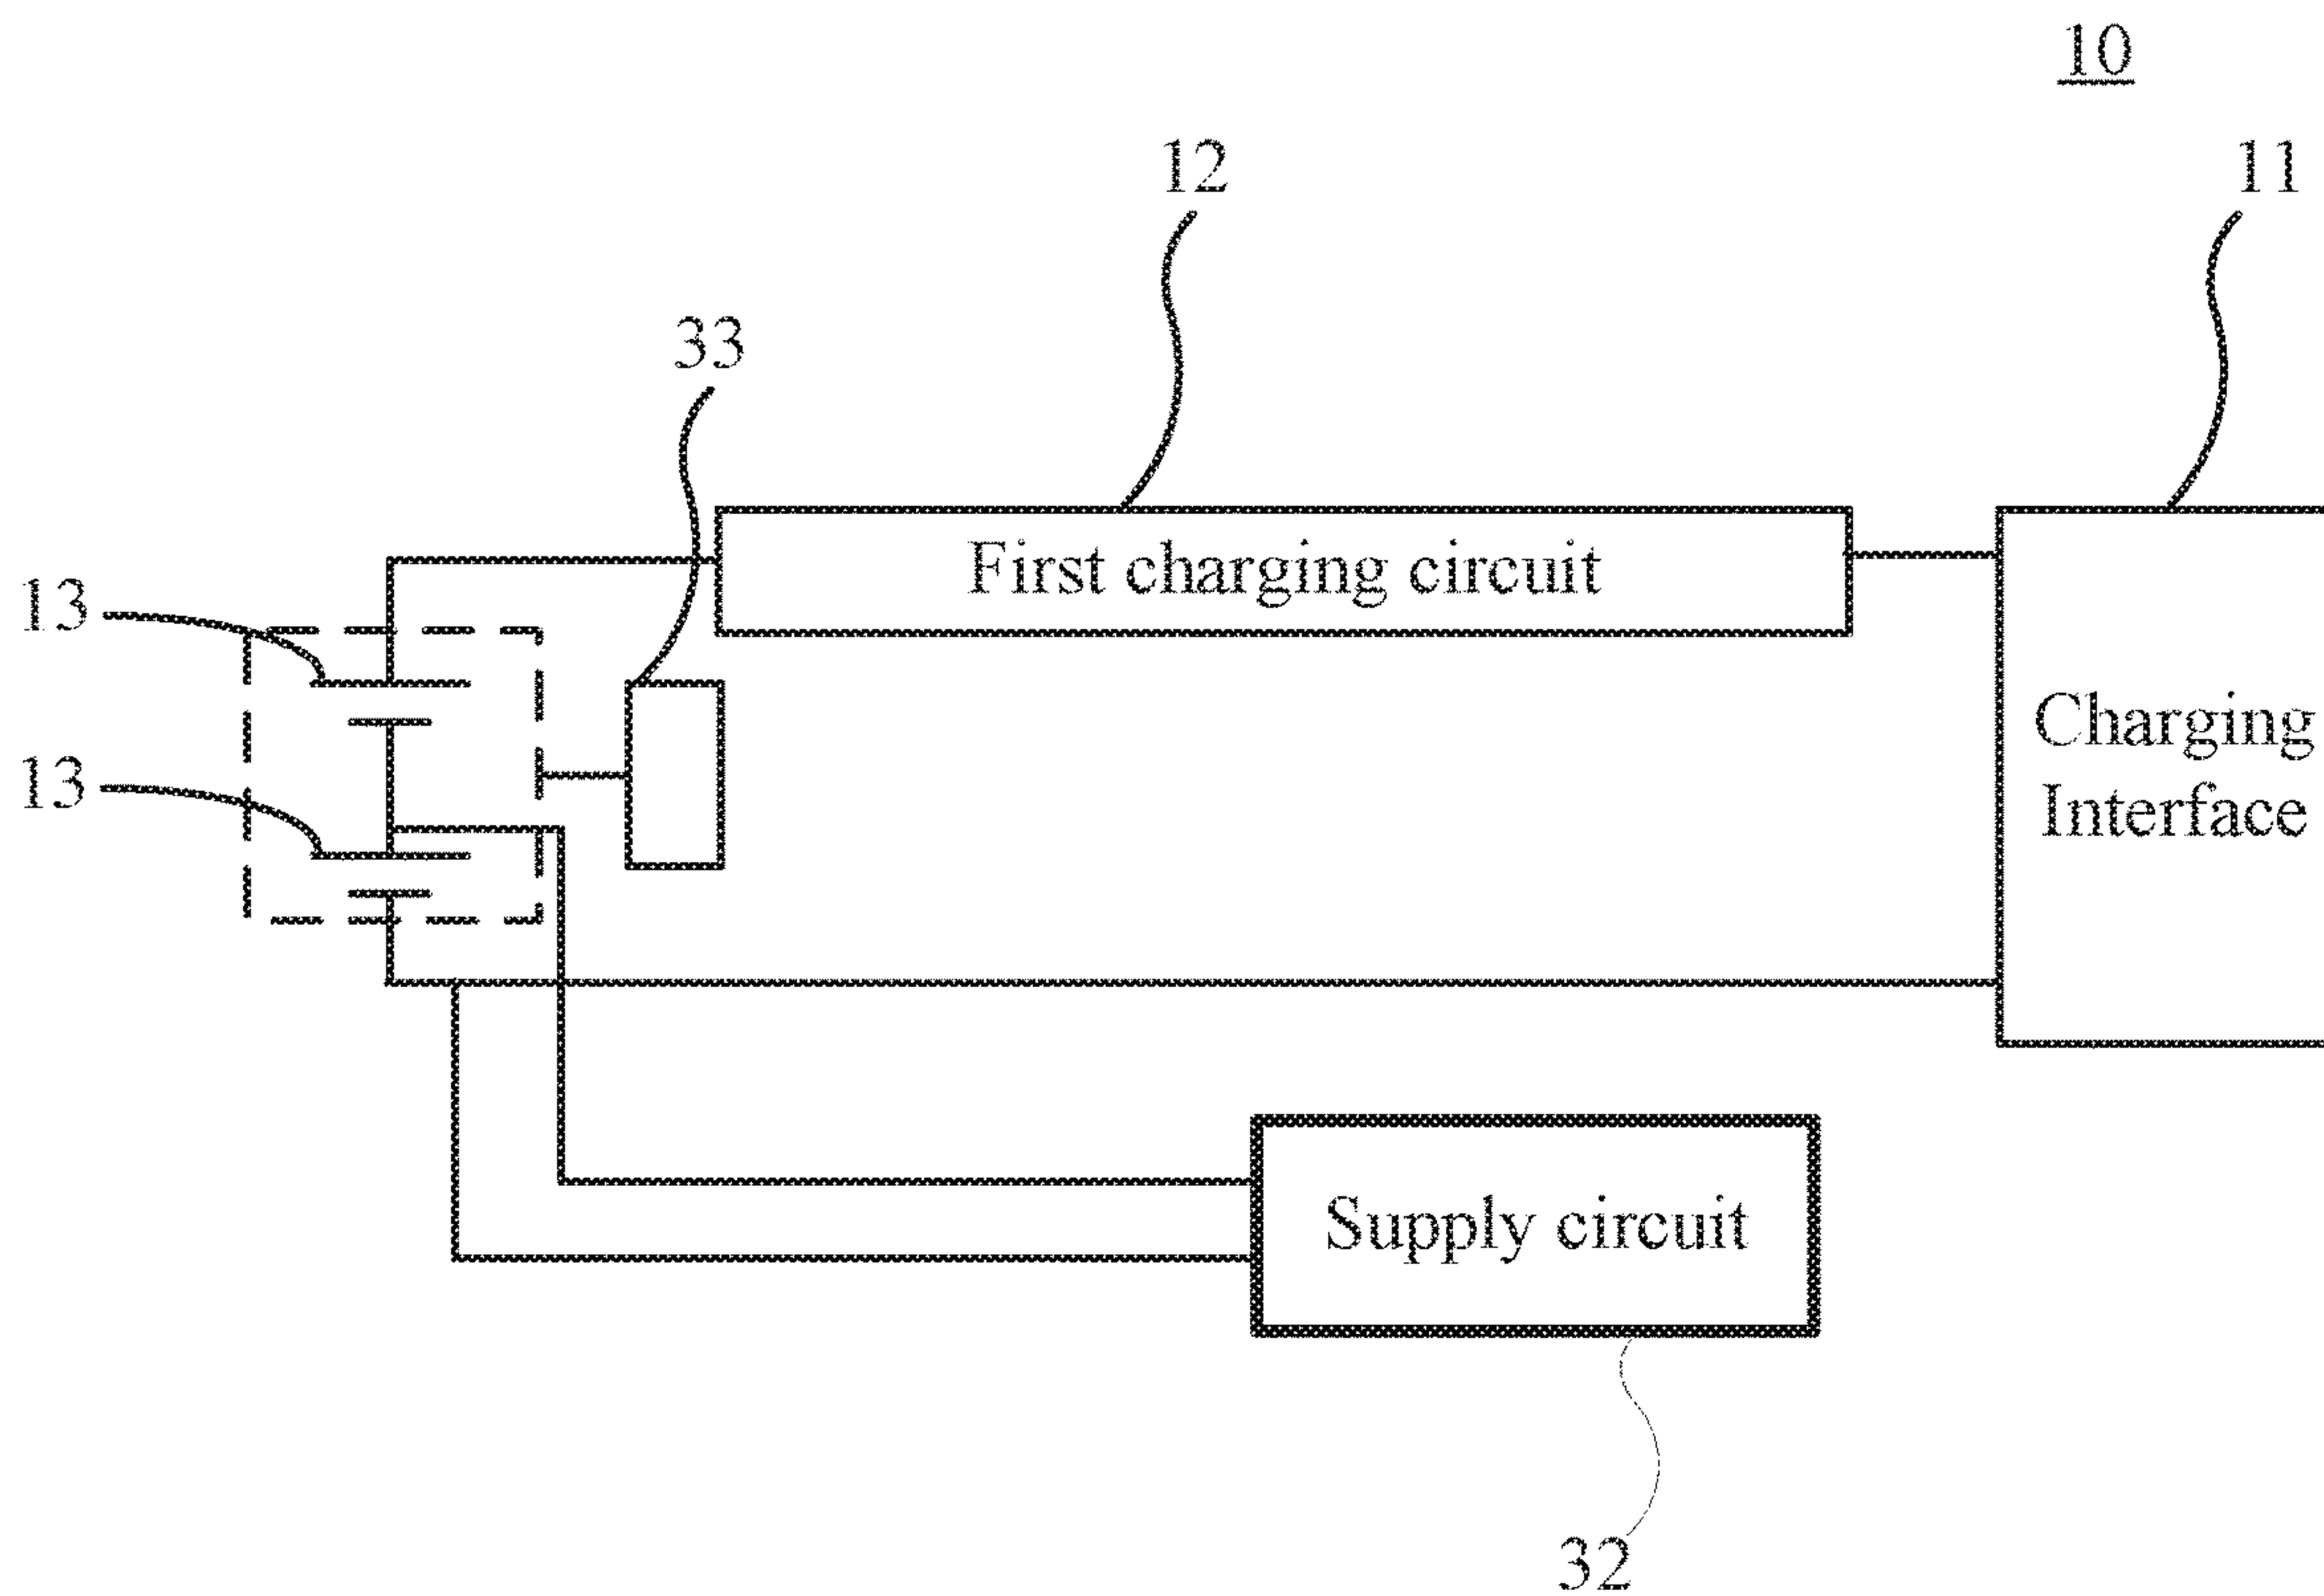 10
12
11
33
First charging circuit
13
Charging
Interface
13
Supply circuit
32